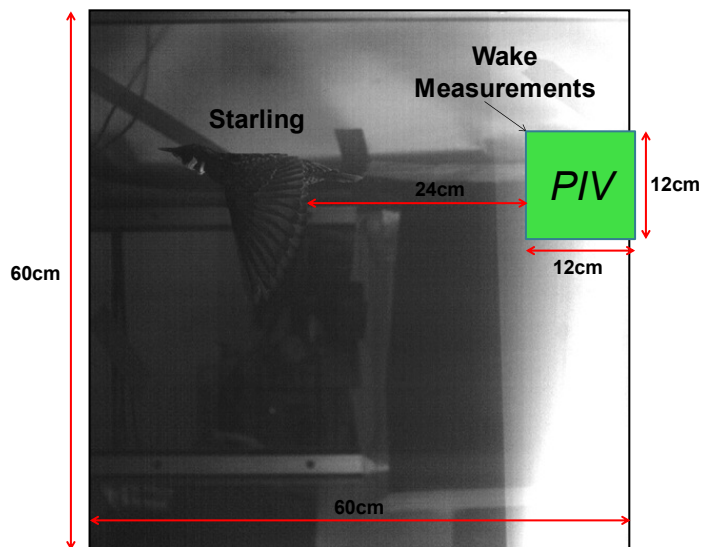 Wake
Measurements
Starling
PIV
12cm
24cm
12cm
60cm
60cm